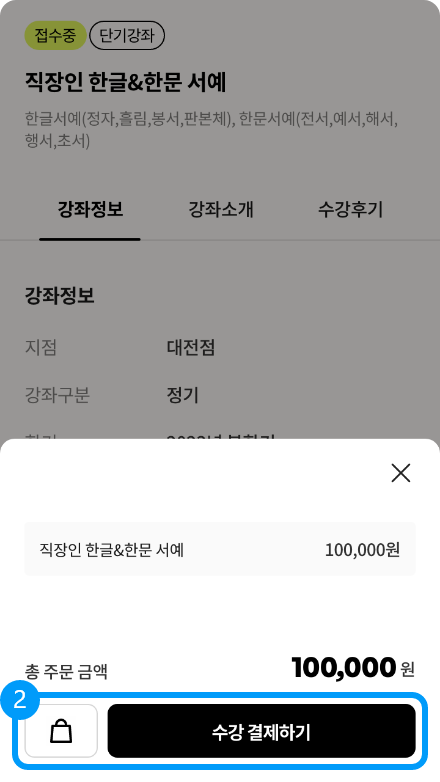 접수중 단기강좌
직장인 한글&한문 서예
한글서예(정자,흘림,봉서,판본체), 한문서예(전서,예서,해서,
행서,초서)
강좌정보 강좌소개 수강후기
강좌정보
지점 대전점
강좌구분 정기
직장인 한글&한문 서예 100,000원
총 주문 금액 100,000 원
2
수강 결제하기